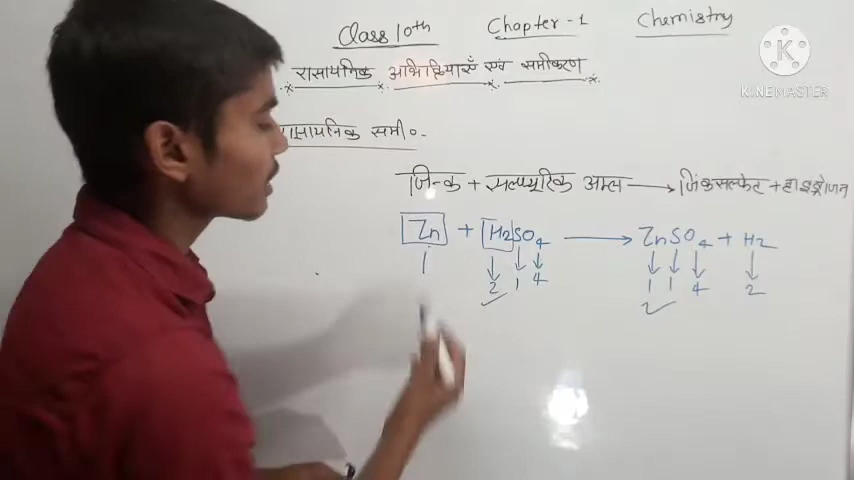 Class 10th Chapter-1 Chemistry
रासायनिक अभिक्रियाएँ एवं समीकरण
रासायनिक समी०-
जिन्क + सल्फ्यूरिक अम्ल → जिंकसल्फेट + हाइड्रोजन
Zn + H2SO4 → ZnSO4 + H2
1 2 1 4 1 1 4 2
2
KINEMASTER